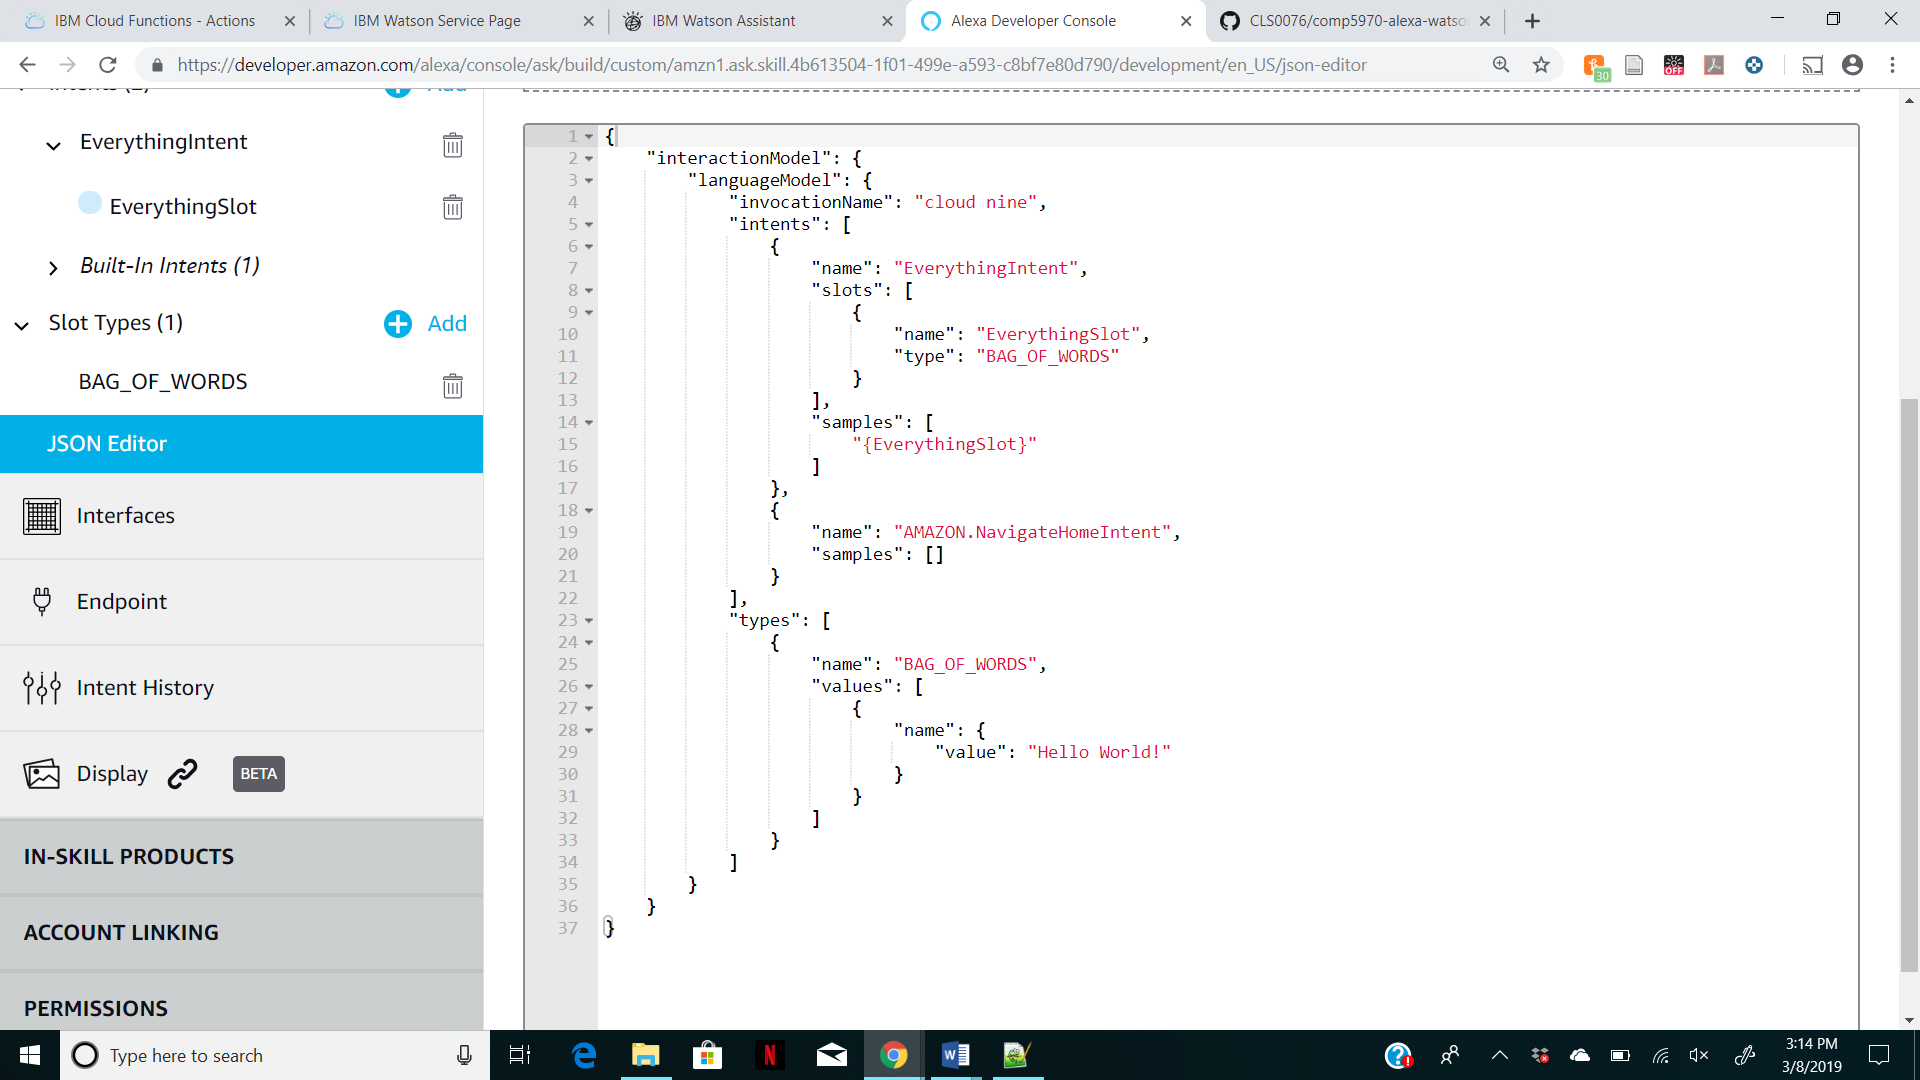 IBM Cloud Functions - Actions
IBM Watson Service Page
IBM Watson Assistant
Alexa Developer Console
CLS0076/comp5970-alexa-watso
https://developer.amazon.com/alexa/console/ask/build/custom/amzn1.ask.skill.4b613504-1f01-499e-a593-c8bf7e80d790/development/en_US/json-editor
30
OFF
EverythingIntent
EverythingSlot
Built-In Intents (1)
Slot Types (1)
Add
BAG_OF_WORDS
JSON Editor
Interfaces
Endpoint
Intent History
Display
BETA
IN-SKILL PRODUCTS
ACCOUNT LINKING
PERMISSIONS
1 {
2 "interactionModel": {
3 "languageModel": {
4 "invocationName": "cloud nine",
5 "intents": [
6 {
7 "name": "EverythingIntent",
8 "slots": [
9 {
10 "name": "EverythingSlot",
11 "type": "BAG_OF_WORDS"
12 }
13 ],
14 "samples": [
15 "{EverythingSlot}"
16 ]
17 },
18 {
19 "name": "AMAZON.NavigateHomeIntent",
20 "samples": []
21 }
22 ],
23 "types": [
24 {
25 "name": "BAG_OF_WORDS",
26 "values": [
27 {
28 "name": {
29 "value": "Hello World!"
30 }
31 }
32 ]
33 }
34 ]
35 }
36 }
37 }
Type here to search
3:14 PM
3/8/2019